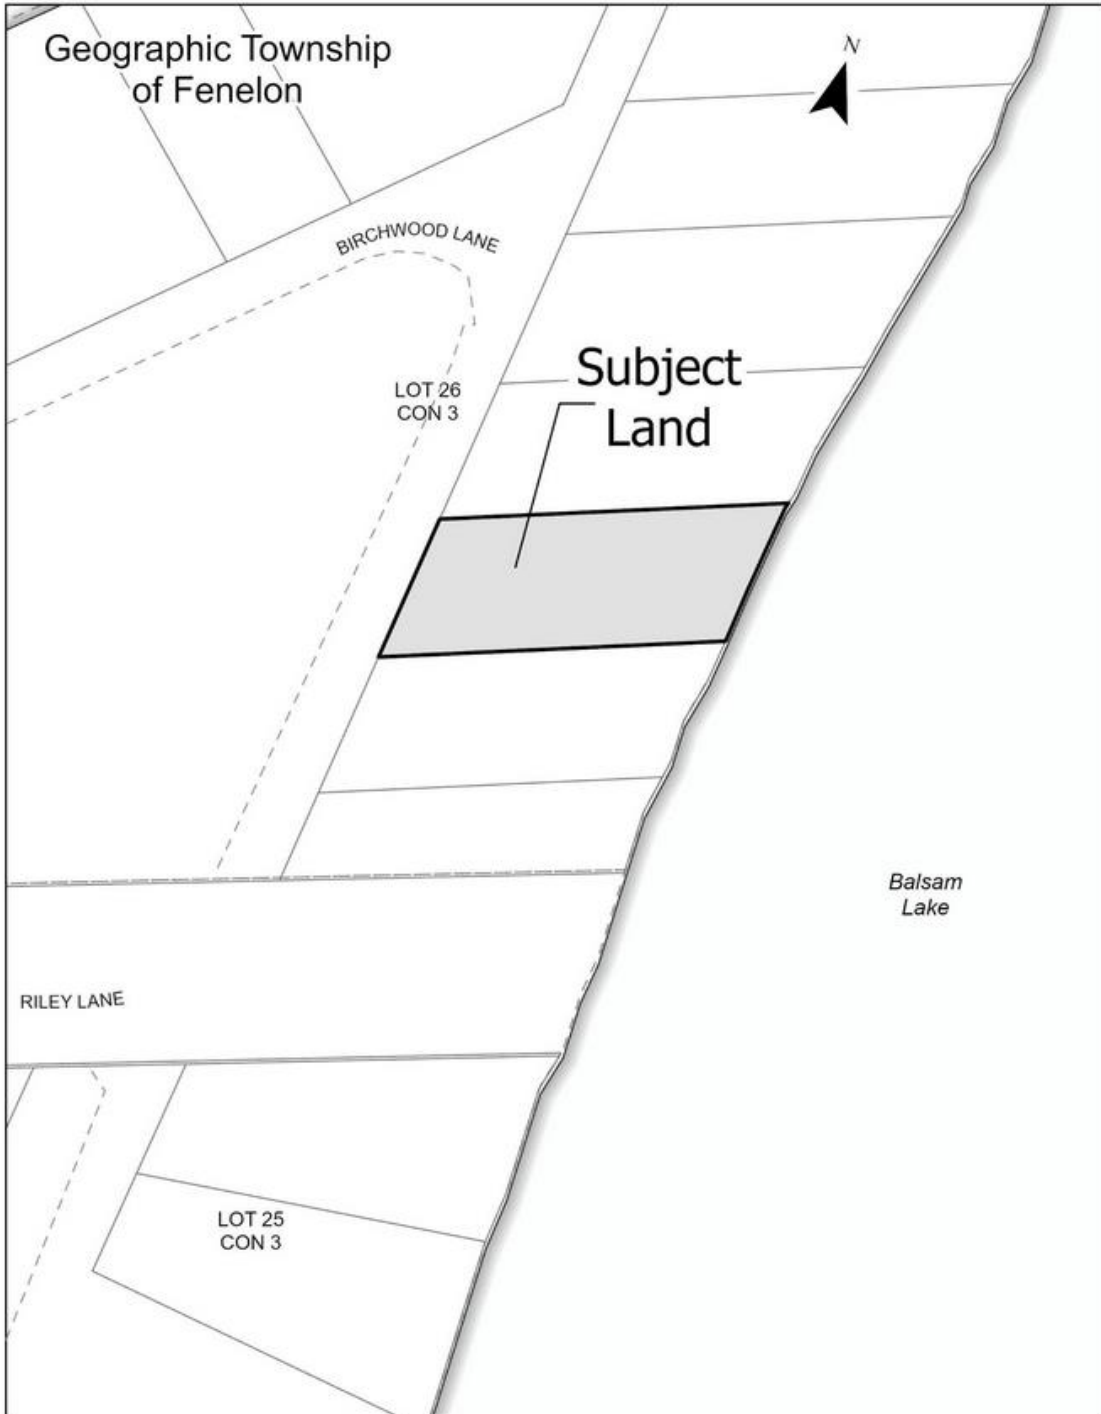 Geographic Township
of Fenelon
N
BIRCHWOOD LANE
LOT 26
CON 3
Subject
Land
Balsam
Lake
RILEY LANE
LOT 25
CON 3